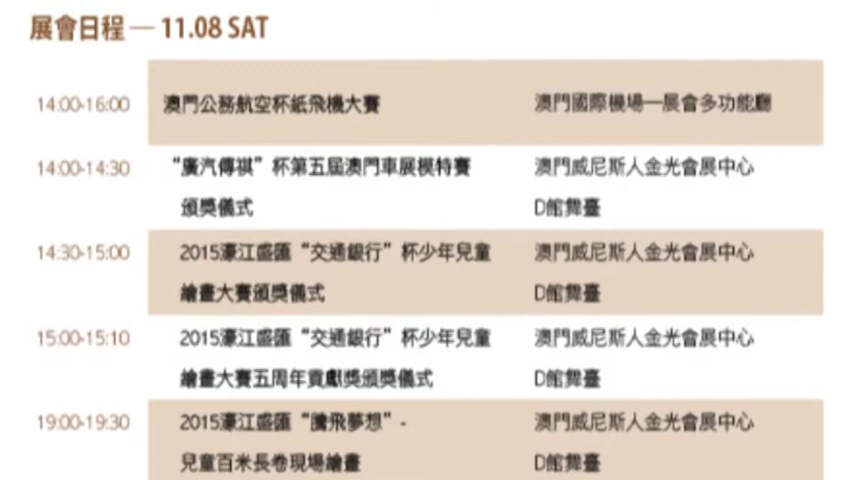 展會日程 — 11.08 SAT
14:00-16:00 澳門公務航空杯紙飛機大賽 澳門國際機場—展會多功能廳
14:00-14:30 “廣汽傳祺”杯第五屆澳門車展模特賽 澳門威尼斯人金光會展中心
頒獎儀式 D館舞臺
14:30-15:00 2015濠江盛匯“交通銀行”杯少年兒童 澳門威尼斯人金光會展中心
繪畫大賽頒獎儀式 D館舞臺
15:00-15:10 2015濠江盛匯“交通銀行”杯少年兒童 澳門威尼斯人金光會展中心
繪畫大賽五周年貢獻獎頒獎儀式 D館舞臺
19:00-19:30 2015濠江盛匯“騰飛夢想”- 澳門威尼斯人金光會展中心
兒童百米長卷現場繪畫 D館舞臺